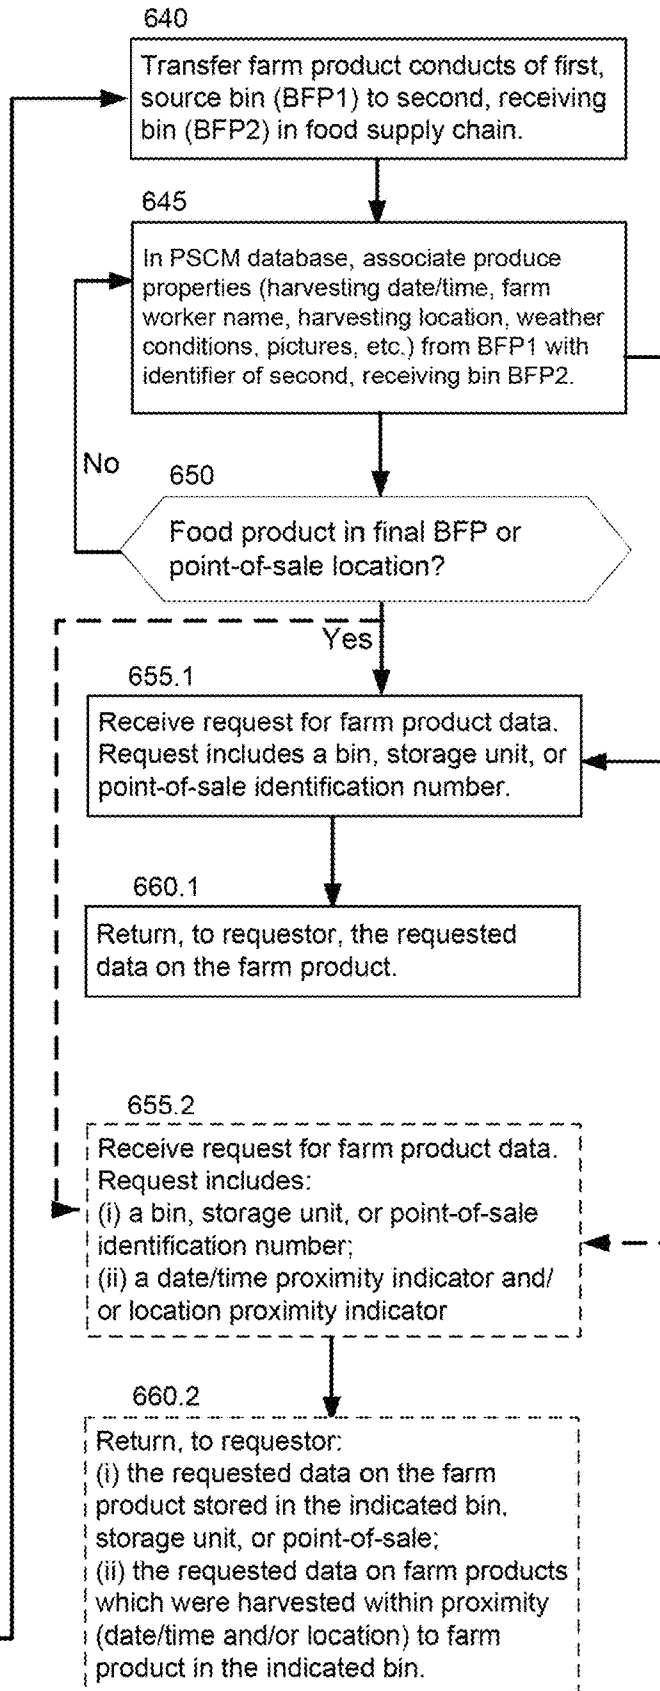 640
Transfer farm product conducts of first,
source bin (BFP1) to second, receiving
bin (BFP2) in food supply chain.
645
In PSCM database, associate produce
properties (harvesting date/time, farm
worker name, harvesting location, weather
conditions, pictures, etc.) from BFP1 with
identifier of second, receiving bin BFP2.
No
650
Food product in final BFP or
point-of-sale location?
Yes
655.1
Receive request for farm product data.
Request includes a bin, storage unit, or
point-of-sale identification number.
660.1
Return, to requestor, the requested
data on the farm product.
655.2
Receive request for farm product data.
Request includes:
(i) a bin, storage unit, or point-of-sale
identification number;
(ii) a date/time proximity indicator and/
or location proximity indicator
660.2
Return, to requestor:
(i) the requested data on the farm
product stored in the indicated bin,
storage unit, or point-of-sale;
(ii) the requested data on farm products
which were harvested within proximity
(date/time and/or location) to farm
product in the indicated bin.